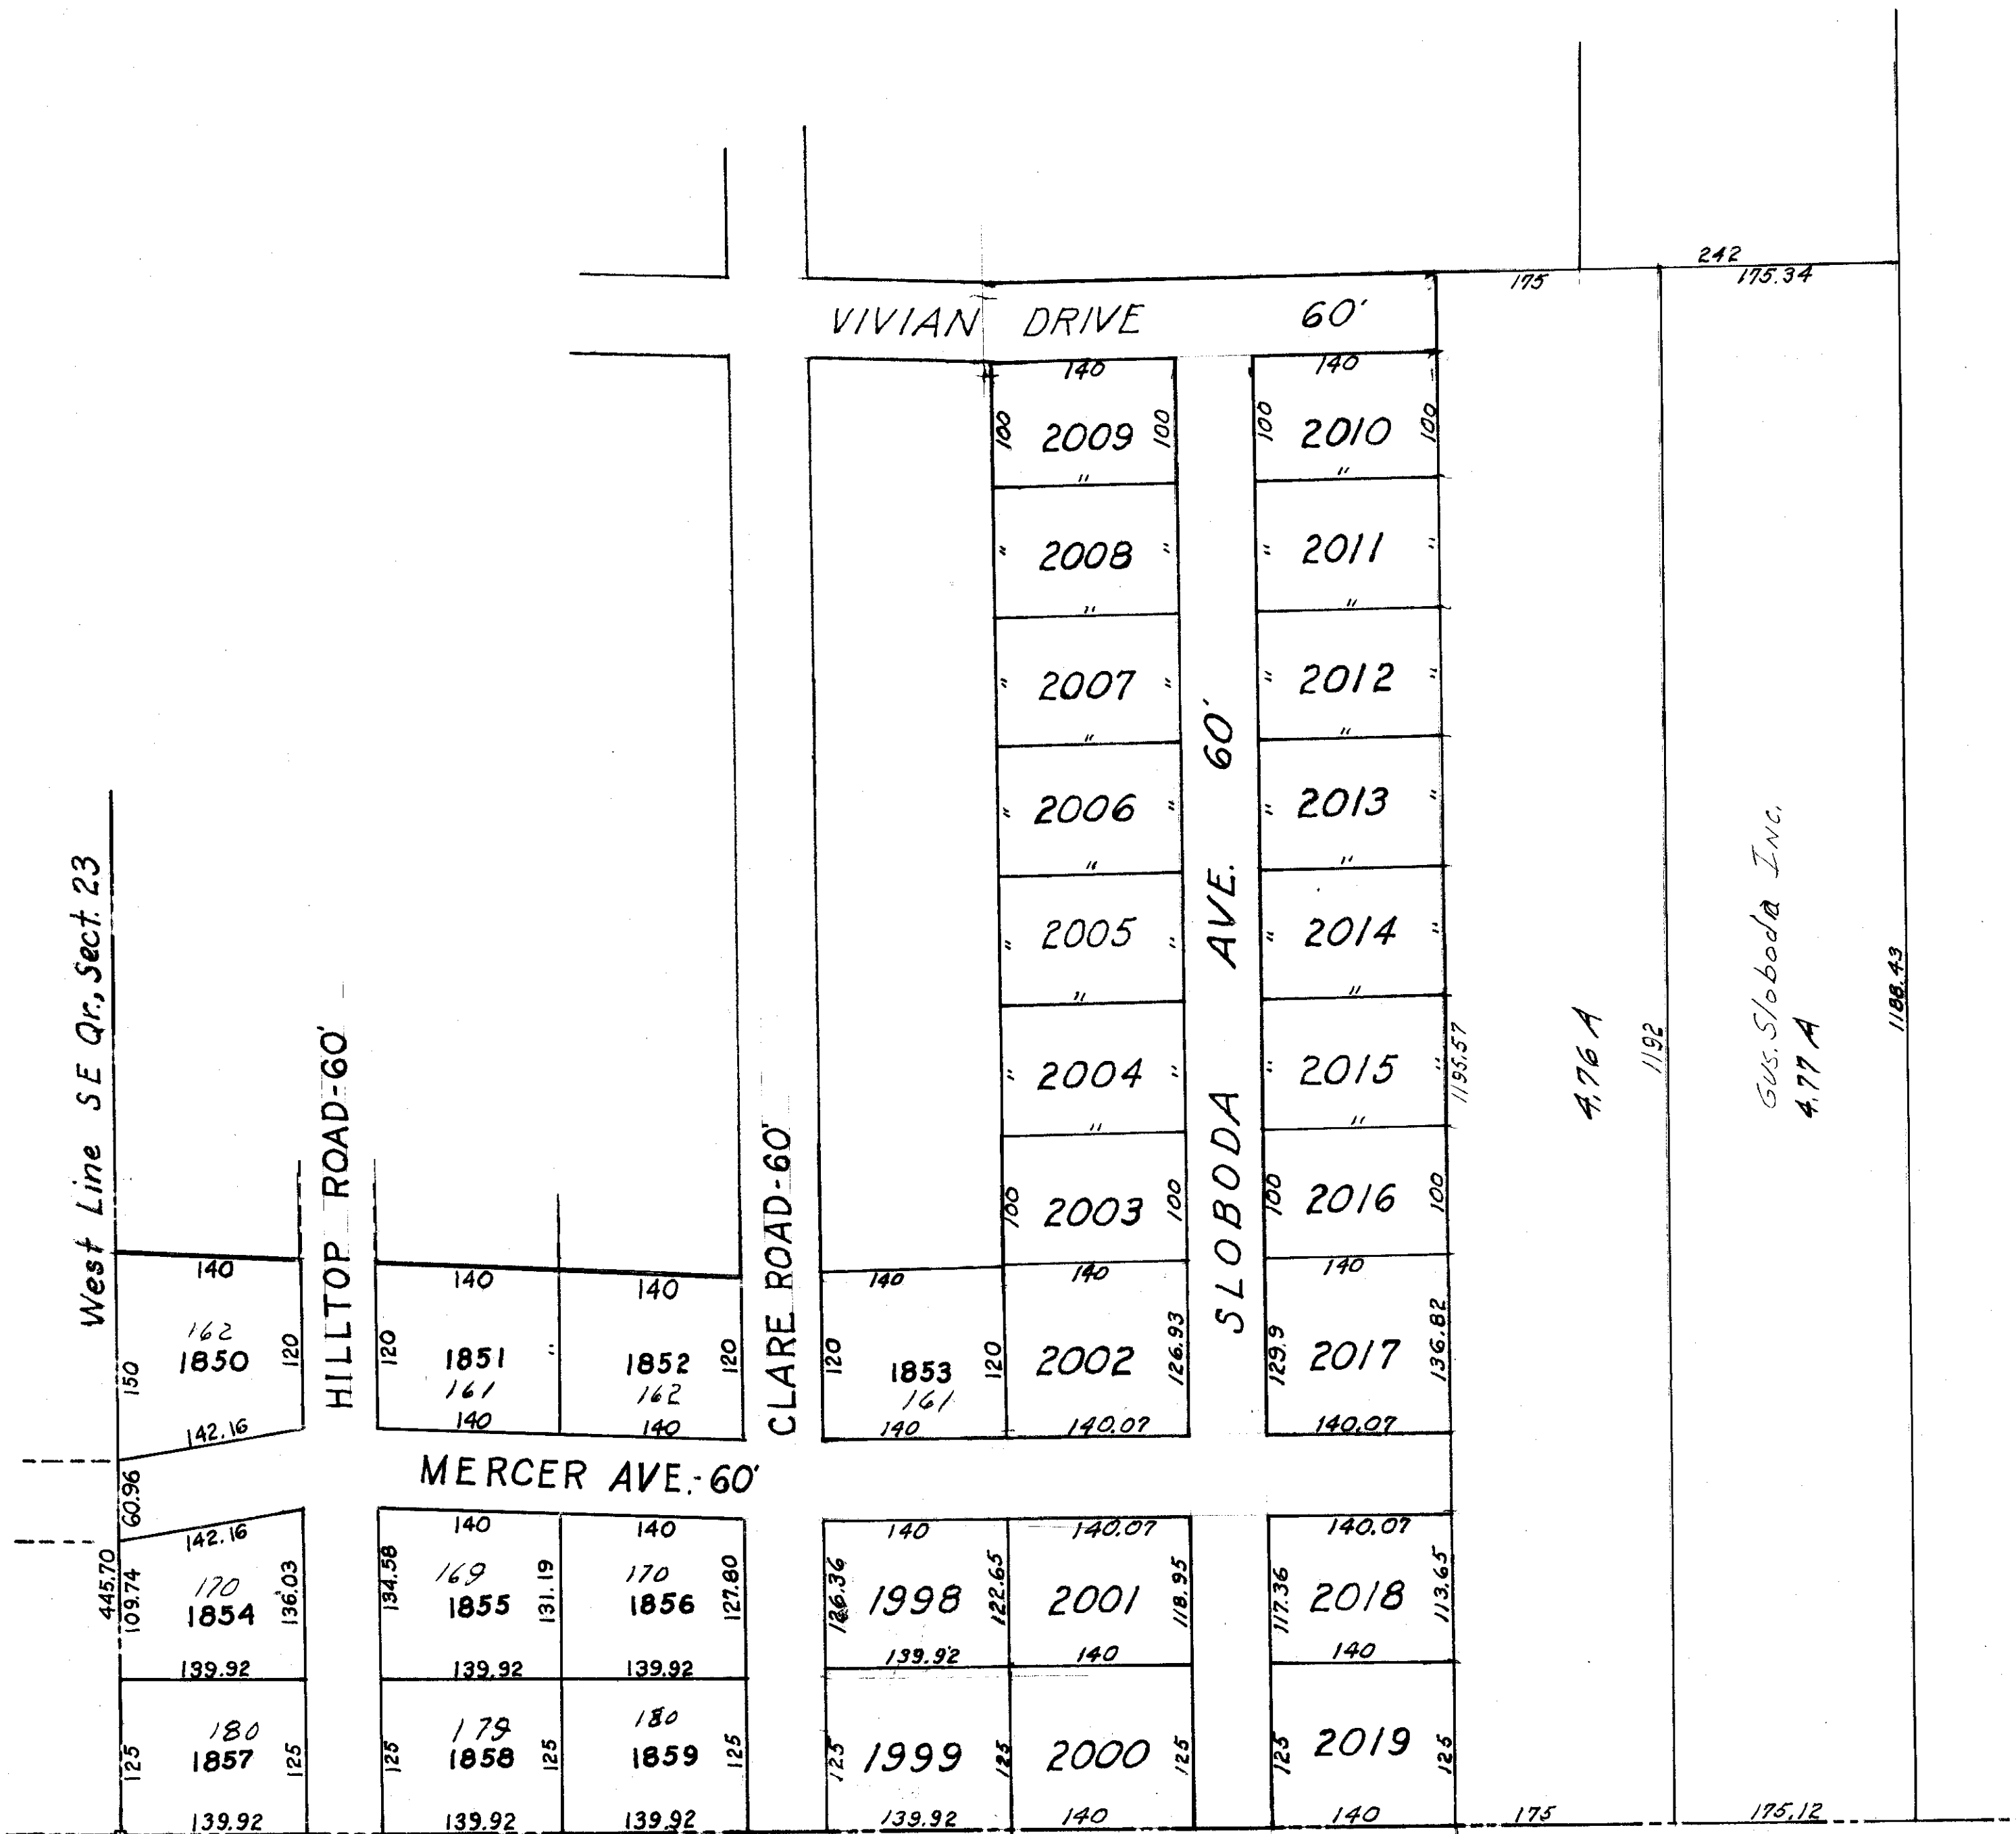 242
175
175.34
VIVIAN DRIVE 60'
140
140
100 2009 100
100 2010 100
"
"
" 2008 "
" 2011 "
"
"
" 2007 "
" 2012 "
"
"
" 2006 "
" 2013 "
"
"
" 2005 "
" 2014 "
"
"
" 2004 "
" 2015 "
"
"
100 2003 100
100 2016 100
SLOBODA AVE. 60'
1195.57
4.76 A
1192
Gus. Sloboda Inc.
4.77 A
1188.43
West Line SE Qr., Sect. 23
HILLTOP ROAD-60'
CLARE ROAD-60'
140
140
140
140
140
140
162
150 1850 120
142.16
120 1851 "
161
140
1852 120
162
140
120 1853 120
161
140
2002 126.93
140.07
129.9 2017 136.82
140.07
MERCER AVE.-60'
60.96
445.70
142.16
140
140
140
140.07
140.07
170
109.74 1854 136.03
139.92
169
134.58 1855 131.19
139.92
170
1856 127.80
139.92
126.36 1998 122.65
139.92
2001 118.95
140
117.36 2018 113.65
140
180
125 1857 125
139.92
179
125 1858 125
139.92
180
1859 125
139.92
125 1999 125
139.92
2000 125
140
125 2019 125
140
175
175.12